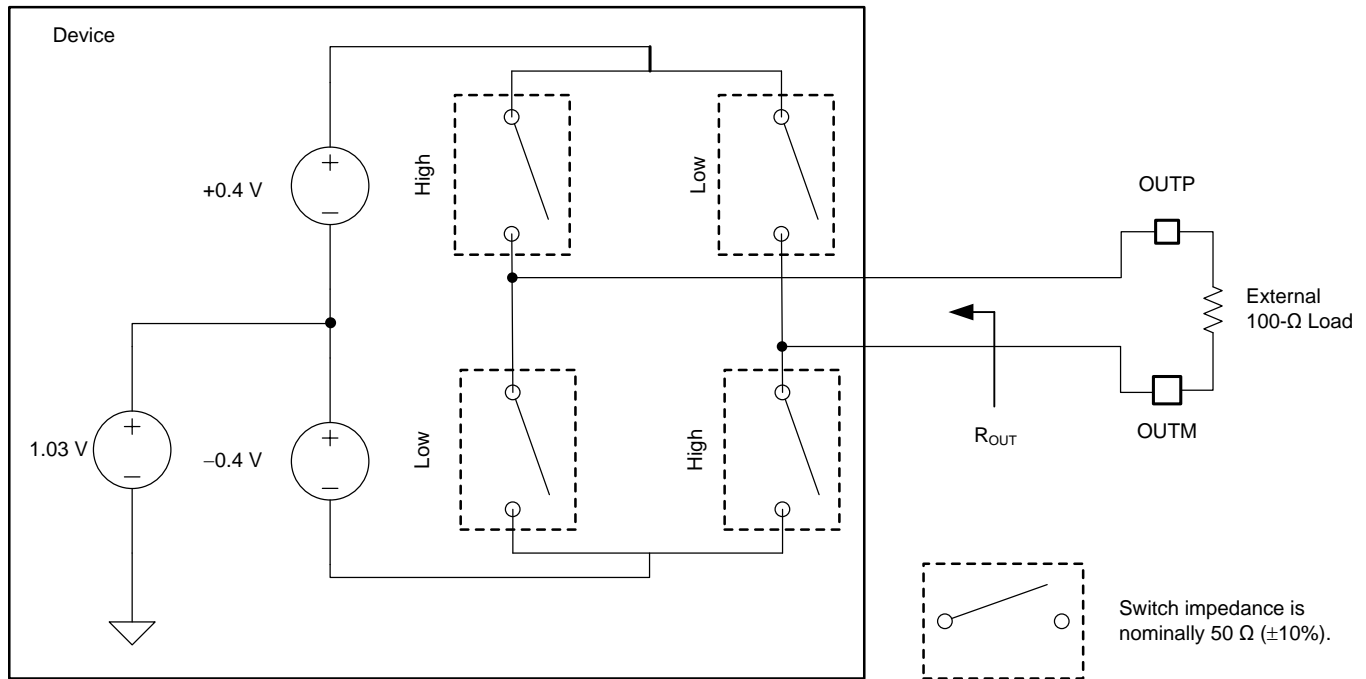 Device
High
Low
+0.4 V
+
–
OUTP
External
100-Ω Load
ROUT
OUTM
1.03 V
+
–
–0.4 V
+
–
Low
High
Switch impedance is
nominally 50 Ω (±10%).